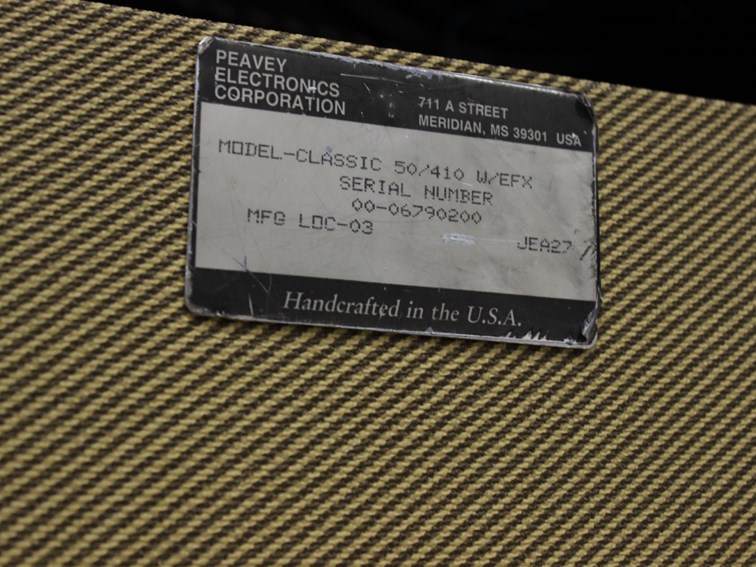 PEAVEY
ELECTRONICS
CORPORATION
711 A STREET
MERIDIAN, MS 39301 USA
MODEL-CLASSIC 50/410 W/EFX
SERIAL NUMBER
00-06790200
MFG LOC-03
JEA27
Handcrafted in the U.S.A.